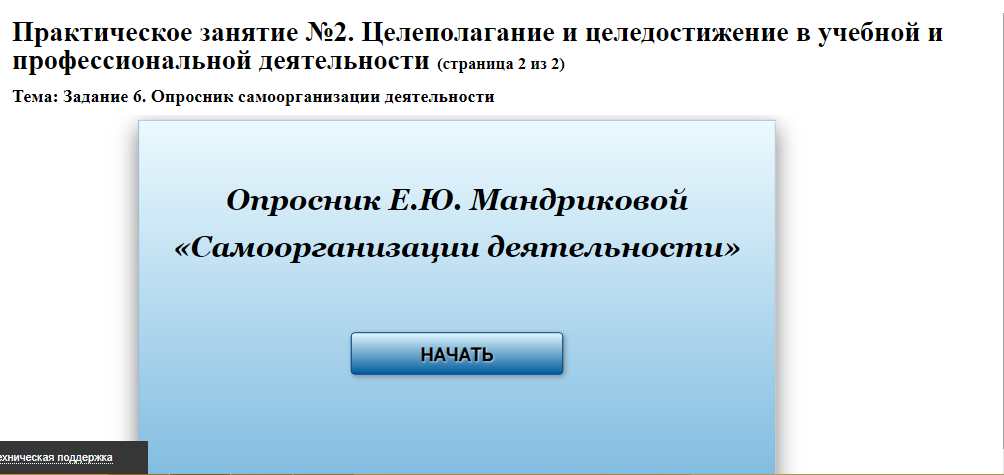 Практическое занятие №2. Целеполагание и целедостижение в учебной и
профессиональной деятельности (страница 2 из 2)
Тема: Задание 6. Опросник самоорганизации деятельности
Опросник Е.Ю. Мандриковой
«Самоорганизации деятельности»
НАЧАТЬ
ехническая поддержка